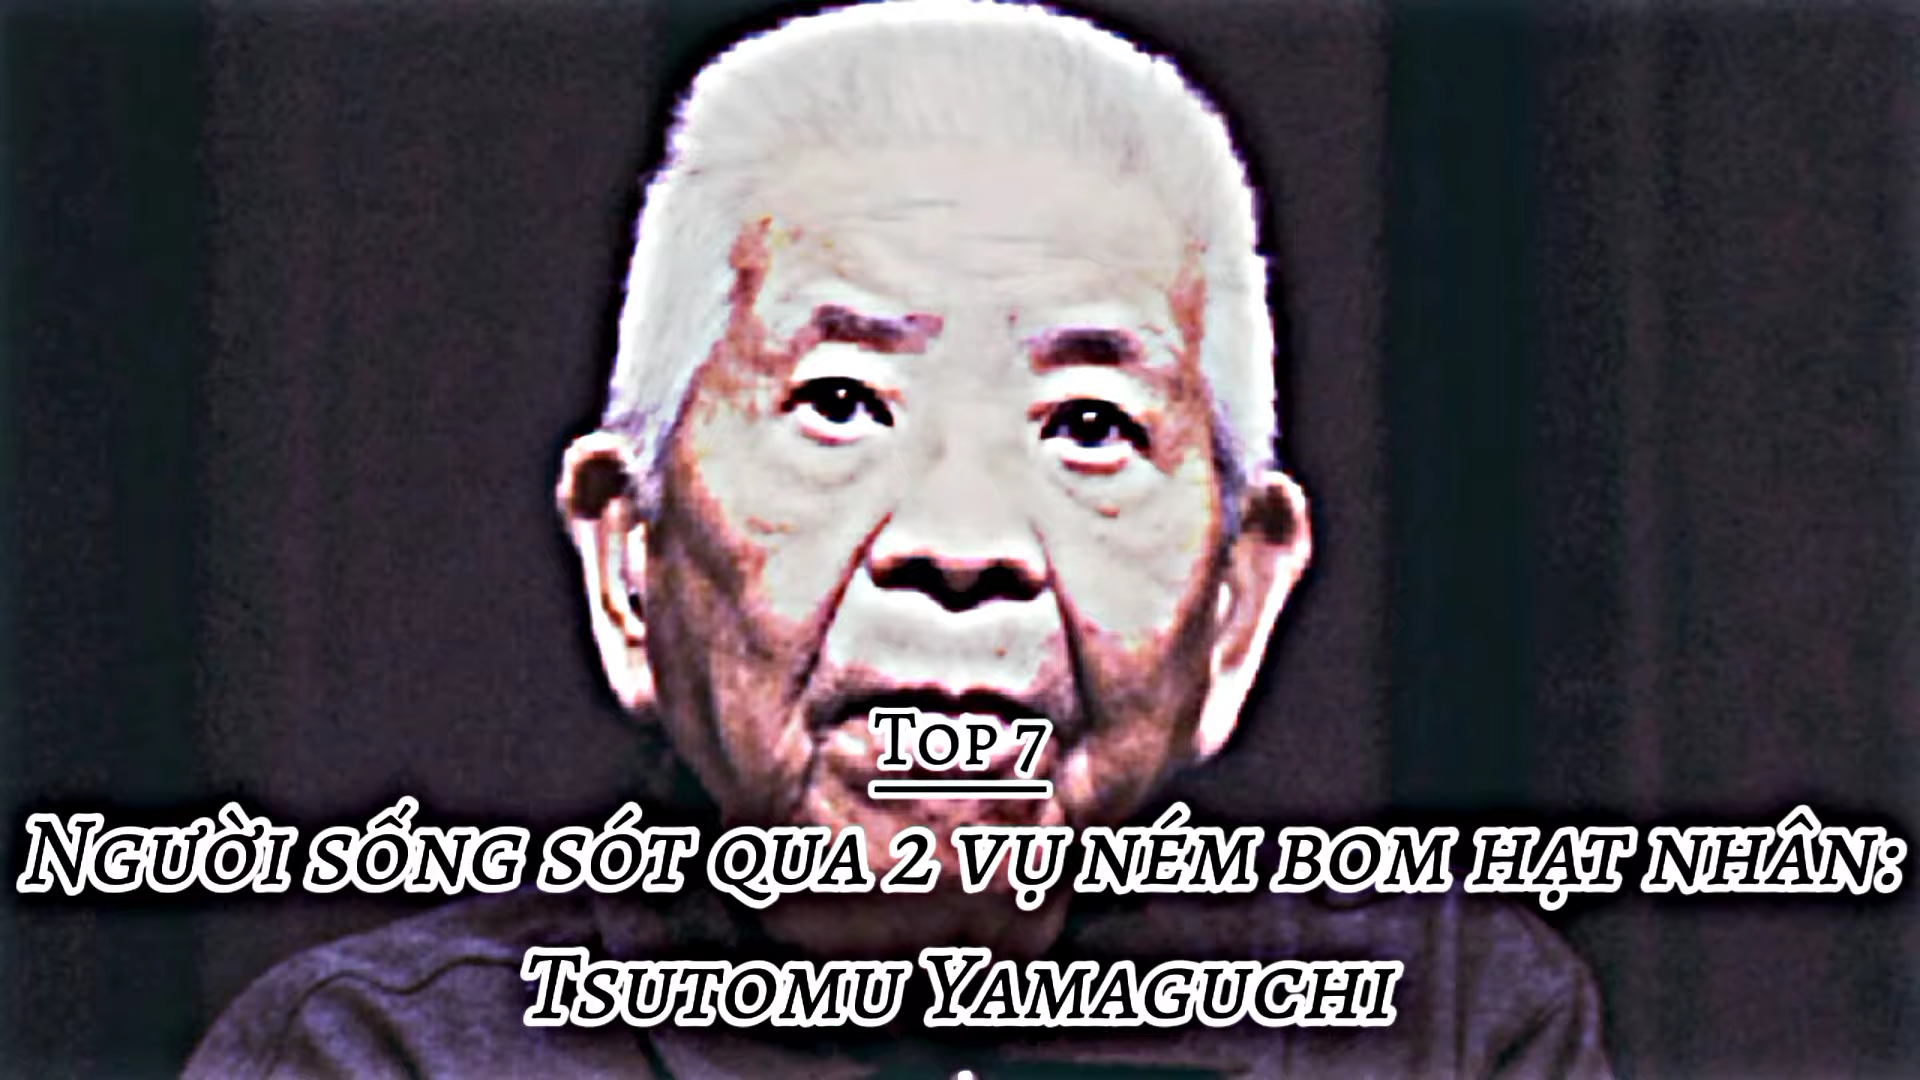 Top 7
Người sống sót qua 2 vụ ném bom hạt nhân:
Tsutomu Yamaguchi